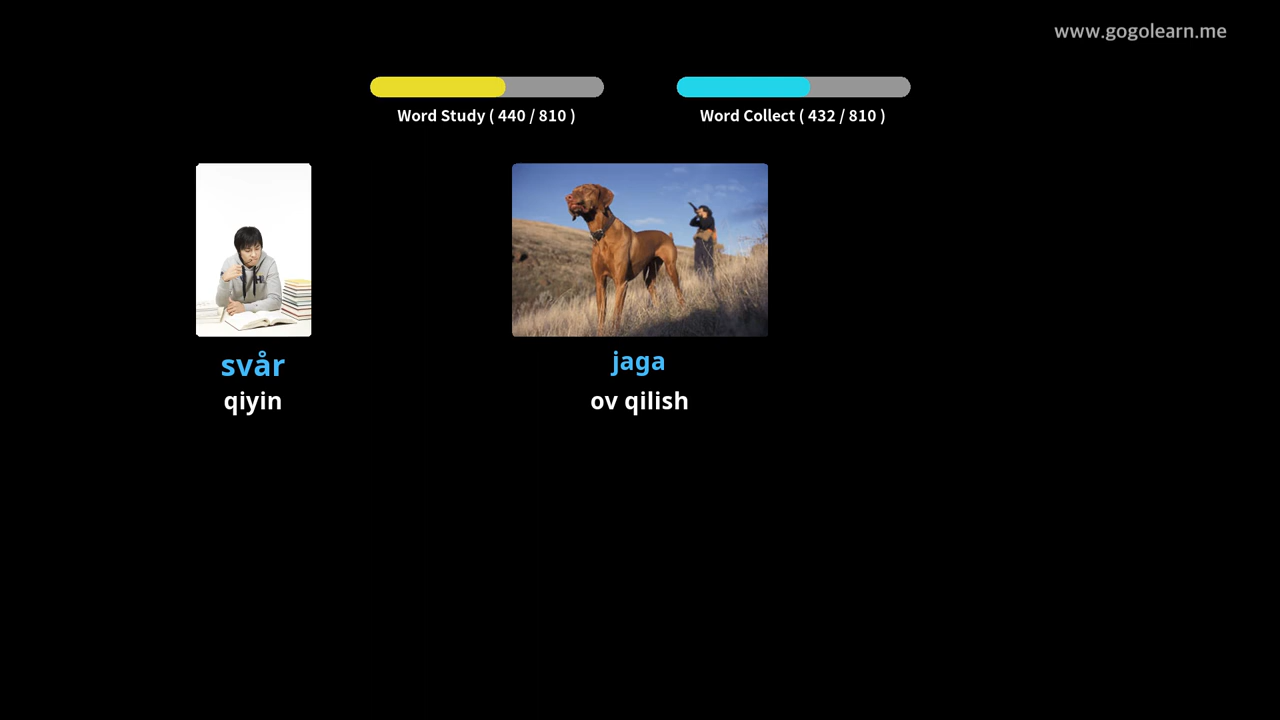 www.gogolearn.me
Word Study ( 440 / 810 )
Word Collect ( 432 / 810 )
svår
jaga
qiyin
ov qilish